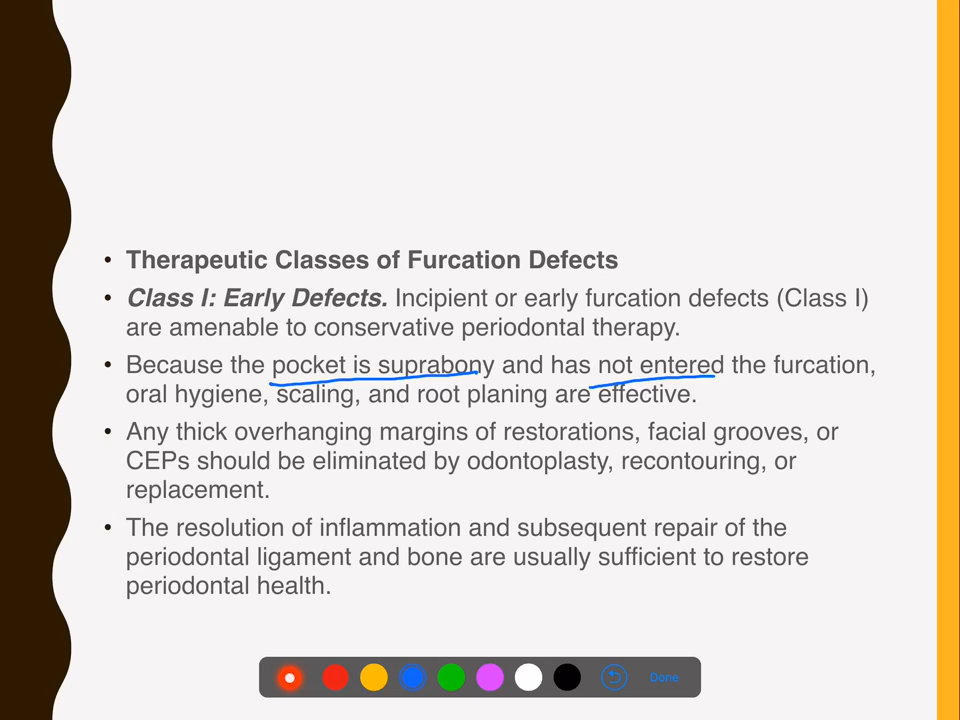 • Therapeutic Classes of Furcation Defects
• Class I: Early Defects. Incipient or early furcation defects (Class I)
are amenable to conservative periodontal therapy.
• Because the pocket is suprabony and has not entered the furcation,
oral hygiene, scaling, and root planing are effective.
• Any thick overhanging margins of restorations, facial grooves, or
CEPs should be eliminated by odontoplasty, recontouring, or
replacement.
• The resolution of inflammation and subsequent repair of the
periodontal ligament and bone are usually sufficient to restore
periodontal health.
Done